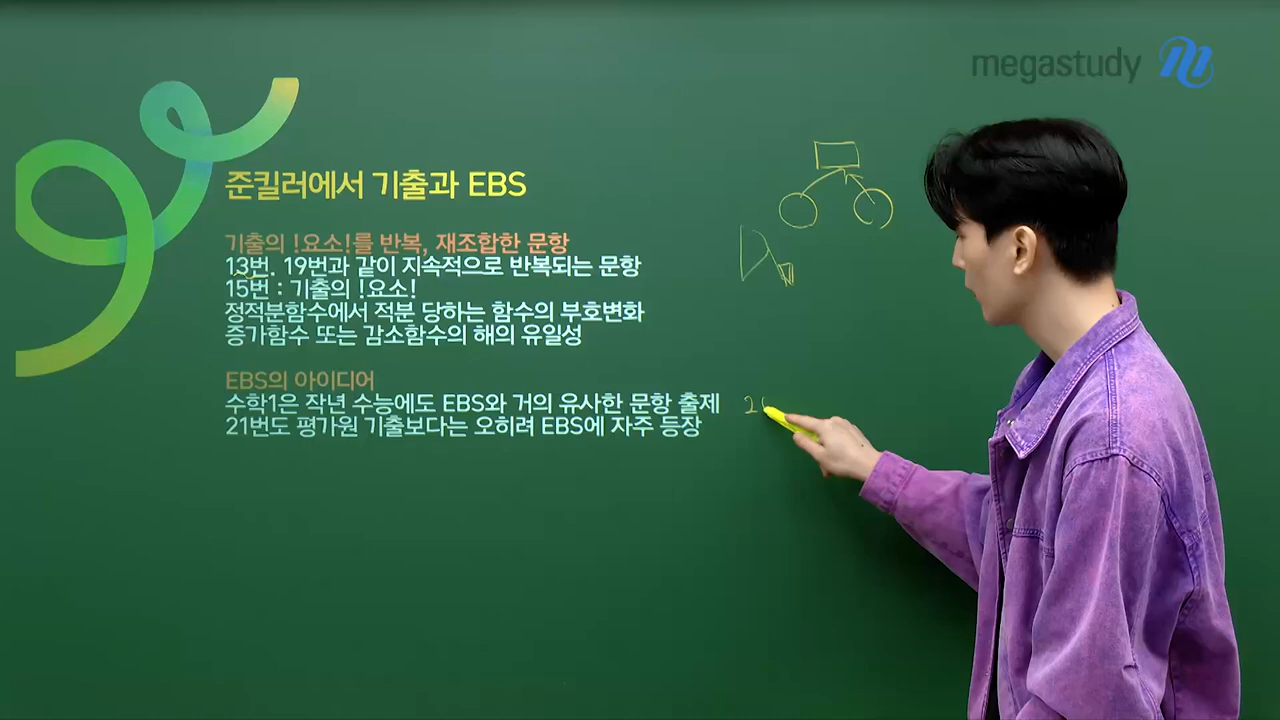 megastudy
준킬러에서 기출과 EBS
기출의 !요소!를 반복, 재조합한 문항
13번. 19번과 같이 지속적으로 반복되는 문항
15번 : 기출의 !요소!
정적분함수에서 적분 당하는 함수의 부호변화
증가함수 또는 감소함수의 해의 유일성
EBS의 아이디어
수학1은 작년 수능에도 EBS와 거의 유사한 문항 출제
21번도 평가원 기출보다는 오히려 EBS에 자주 등장